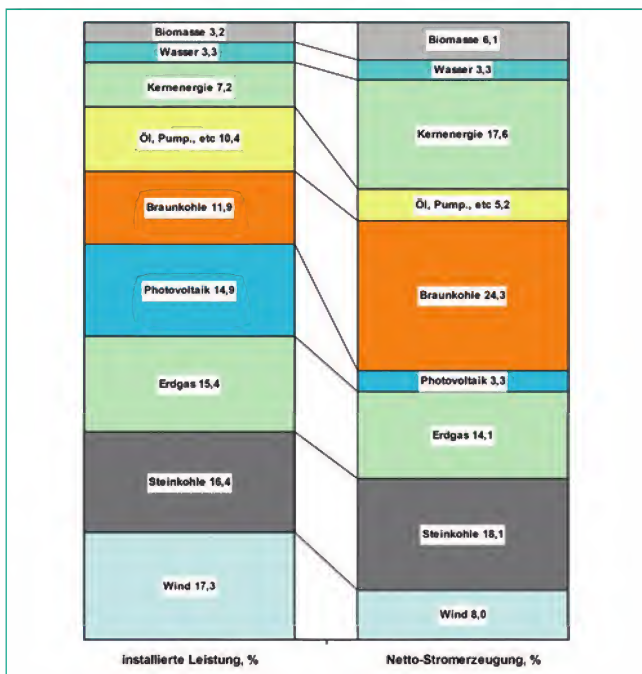 Biomasse 3,2
Wasser 3,3
Kernenergie 7,2
Öl, Pump., etc 10,4
Braunkohle 11,9
Photovoltaik 14,9
Erdgas 15,4
Steinkohle 16,4
Wind 17,3
installierte Leistung, %
Biomasse 6,1
Wasser 3,3
Kernenergie 17,6
Öl, Pump., etc 5,2
Braunkohle 24,3
Photovoltaik 3,3
Erdgas 14,1
Steinkohle 18,1
Wind 8,0
Netto-Stromerzeugung, %